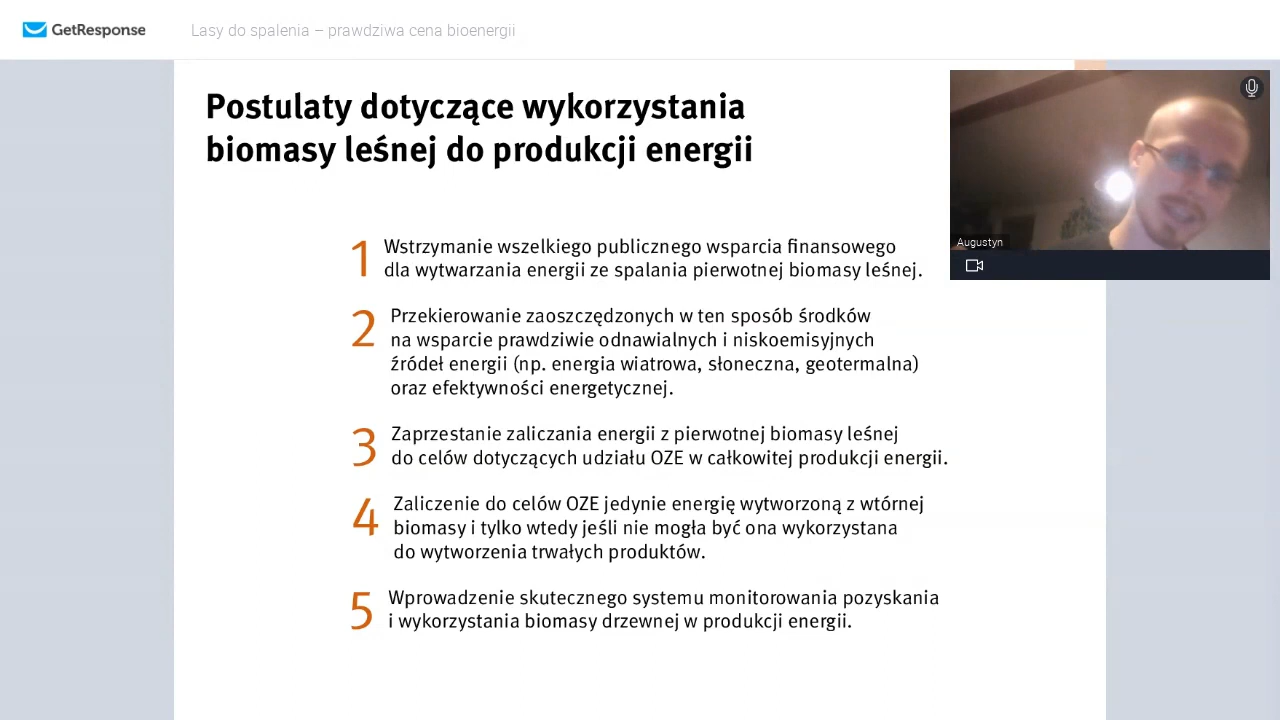 GetResponse
Lasy do spalenia – prawdziwa cena bioenergii
Postulaty dotyczące wykorzystania
biomasy leśnej do produkcji energii
Augustyn
1 Wstrzymanie wszelkiego publicznego wsparcia finansowego
dla wytwarzania energii ze spalania pierwotnej biomasy leśnej.
2 Przekierowanie zaoszczędzonych w ten sposób środków
na wsparcie prawdziwie odnawialnych i niskoemisyjnych
źródeł energii (np. energia wiatrowa, słoneczna, geotermalna)
oraz efektywności energetycznej.
3 Zaprzestanie zaliczania energii z pierwotnej biomasy leśnej
do celów dotyczących udziału OZE w całkowitej produkcji energii.
4 Zaliczenie do celów OZE jedynie energię wytworzoną z wtórnej
biomasy i tylko wtedy jeśli nie mogła być ona wykorzystana
do wytworzenia trwałych produktów.
5 Wprowadzenie skutecznego systemu monitorowania pozyskania
i wykorzystania biomasy drzewnej w produkcji energii.